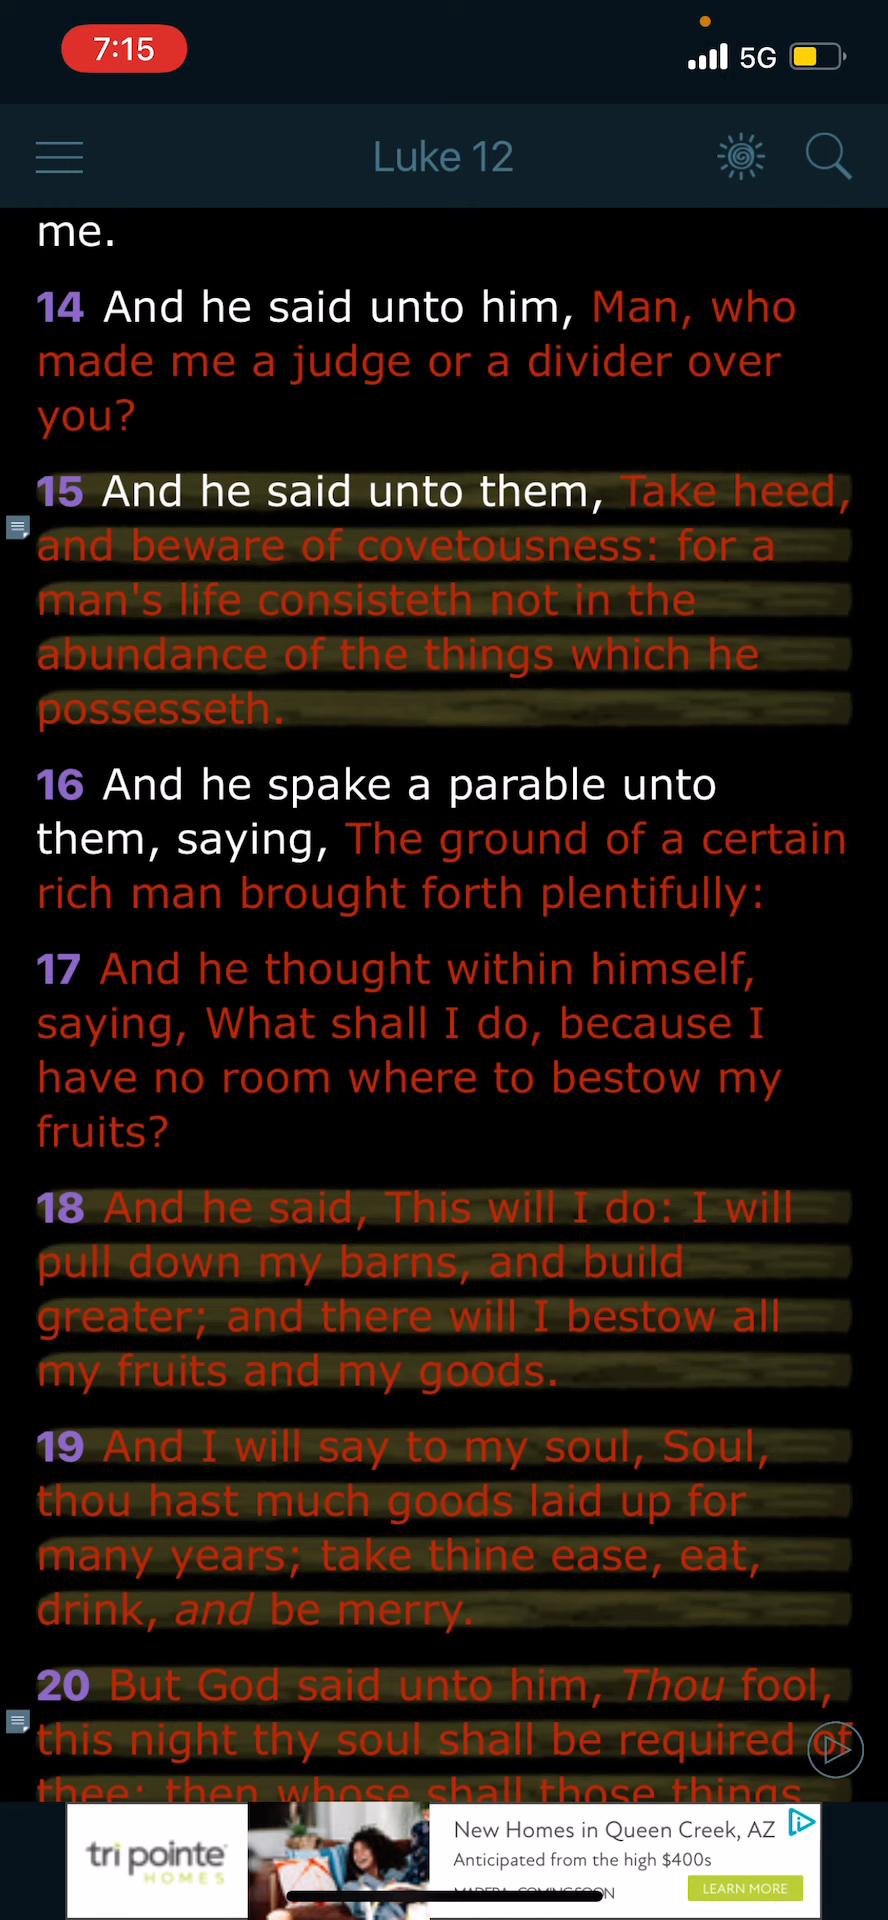 7:15
5G
Luke 12
me.
14 And he said unto him, Man, who
made me a judge or a divider over
you?
15 And he said unto them, Take heed,
and beware of covetousness: for a
man's life consisteth not in the
abundance of the things which he
possesseth.
16 And he spake a parable unto
them, saying, The ground of a certain
rich man brought forth plentifully:
17 And he thought within himself,
saying, What shall I do, because I
have no room where to bestow my
fruits?
18 And he said, This will I do: I will
pull down my barns, and build
greater; and there will I bestow all
my fruits and my goods.
19 And I will say to my soul, Soul,
thou hast much goods laid up for
many years; take thine ease, eat,
drink, and be merry.
20 But God said unto him, Thou fool,
this night thy soul shall be required of
thee: then whose shall those things
tri pointe
HOMES
New Homes in Queen Creek, AZ
Anticipated from the high $400s
LEARN MORE